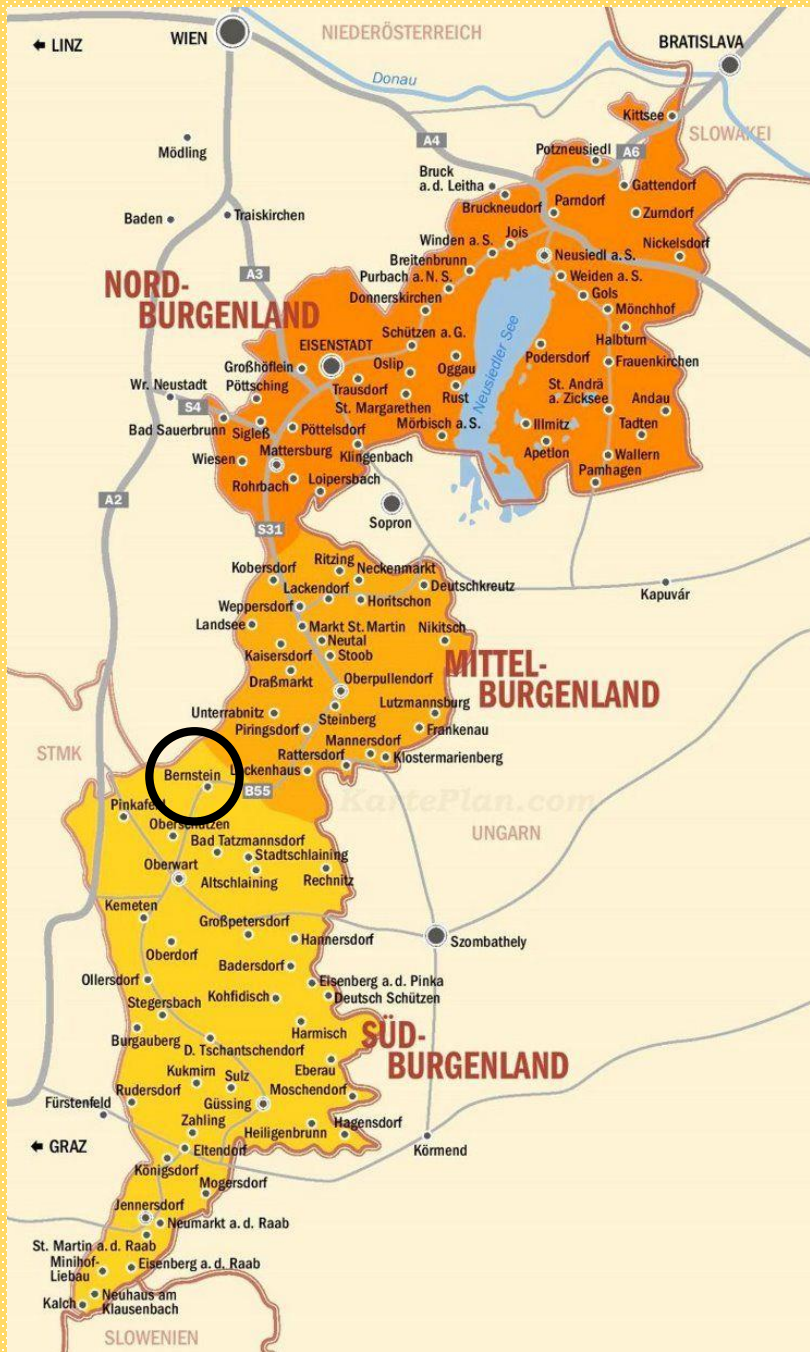 LINZ
WIEN
NIEDERÖSTERREICH
BRATISLAVA
Donau
Kittsee
SLOWAKEI
A4
Mödling
Potzneusiedl
A6
Bruck
a.d. Leitha
Gattendorf
Bruckneudorf
Parndorf
Baden
Traiskirchen
Zurndorf
Winden a. S.
Jois
Nickelsdorf
Breitenbrunn
Neusiedl a.S.
A3
Purbach a. N. S.
Weiden a. S.
NORD-
BURGENLAND
Donnerskirchen
Gols
Mönchhof
Schützen a. G.
Halbturn
EISENSTADT
Neusiedler See
Podersdorf
Großhöflein
Oslip
Oggau
Frauenkirchen
Wr. Neustadt
Pöttsching
Trausdorf
St. Andrä
a. Zicksee
S4
St. Margarethen
Rust
Andau
Bad Sauerbrunn
Sigleß
Pöttelsdorf
Mörbisch a. S.
Illmitz
Tadten
Mattersburg
Klingenbach
Apetlon
Wallern
Wiesen
Pamhagen
Rohrbach
Loipersbach
A2
Sopron
S31
Ritzing
Kobersdorf
Neckenmarkt
Lackendorf
Deutschkreutz
Kapuvár
Weppersdorf
Horitschon
Landsee
Markt St. Martin
Nikitsch
Neutal
Kaisersdorf
Stoob
MITTEL-
BURGENLAND
Draßmarkt
Oberpullendorf
Lutzmannsburg
Unterrabnitz
Steinberg
Piringsdorf
Frankenau
Mannersdorf
STMK
Rattersdorf
Klostermarienberg
Bernstein
Lockenhaus
B55
KartePlan.com
Pinkafeld
Oberschützen
UNGARN
Bad Tatzmannsdorf
Stadtschlaining
Oberwart
Altschlaining
Rechnitz
Kemeten
Großpetersdorf
Hannersdorf
Szombathely
Oberdorf
Badersdorf
Ollersdorf
Eisenberg a. d. Pinka
Kohfidisch
Deutsch Schützen
Stegersbach
Harmisch
SÜD-
BURGENLAND
Burgauberg
D. Tschantschendorf
Kukmirn
Sulz
Eberau
Rudersdorf
Moschendorf
Fürstenfeld
Güssing
Zahling
Heiligenbrunn
Hagensdorf
GRAZ
Eltendorf
Körmend
Königsdorf
Mogersdorf
Jennersdorf
Neumarkt a. d. Raab
St. Martin a. d. Raab
Minihof-
Liebau
Eisenberg a. d. Raab
Neuhaus am
Klausenbach
Kalch
SLOWENIEN